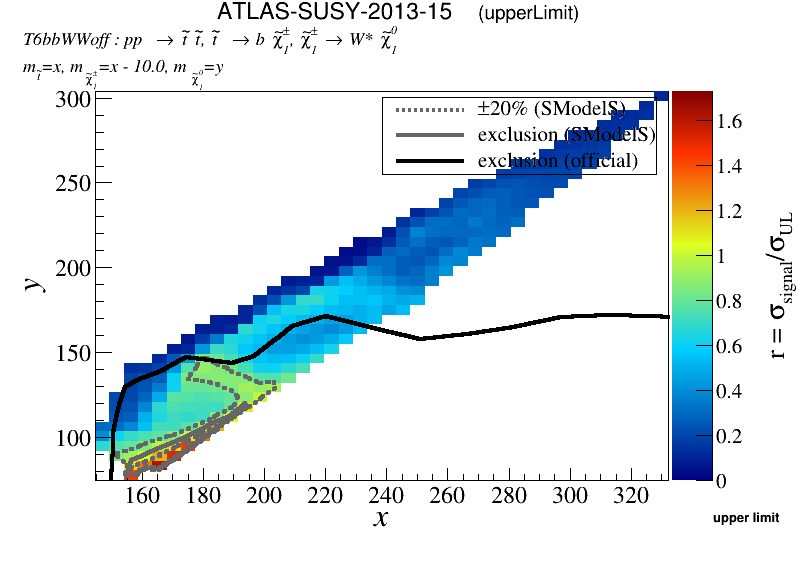 ATLAS-SUSY-2013-15 (upperLimit)
T6bbWWoff : pp → t̃ t̃, t̃ → b χ̃₁±, χ̃₁± → W* χ̃₁⁰
m_t̃=x, m_χ̃₁±=x - 10.0, m_χ̃₁⁰=y
±20% (SModelS)
exclusion (SModelS)
exclusion (official)
300
250
200
150
100
y
160 180 200 220 240 260 280 300 320
x
1.6
1.4
1.2
1
0.8
0.6
0.4
0.2
0
r = σsignal/σUL
upper limit